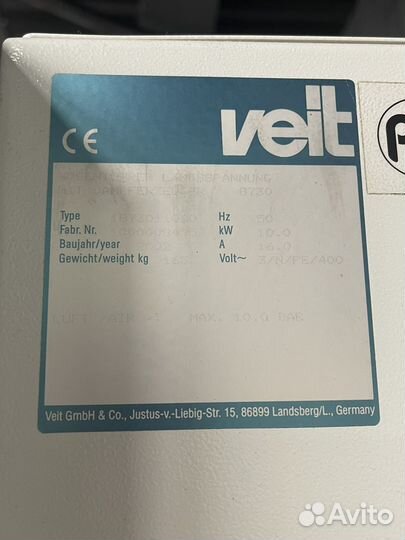 veit
CE
LÄNGSSPANNUNG
8730
Type Hz 50
Fabr. Nr. kW 10.0
Baujahr/year A 16.0
Gewicht/weight kg Volt~ 3/N/PE/400
LUFT /AIR MAX. 10.0 BAR
Veit GmbH & Co., Justus-v.-Liebig-Str. 15, 86899 Landsberg/L., Germany
Avito